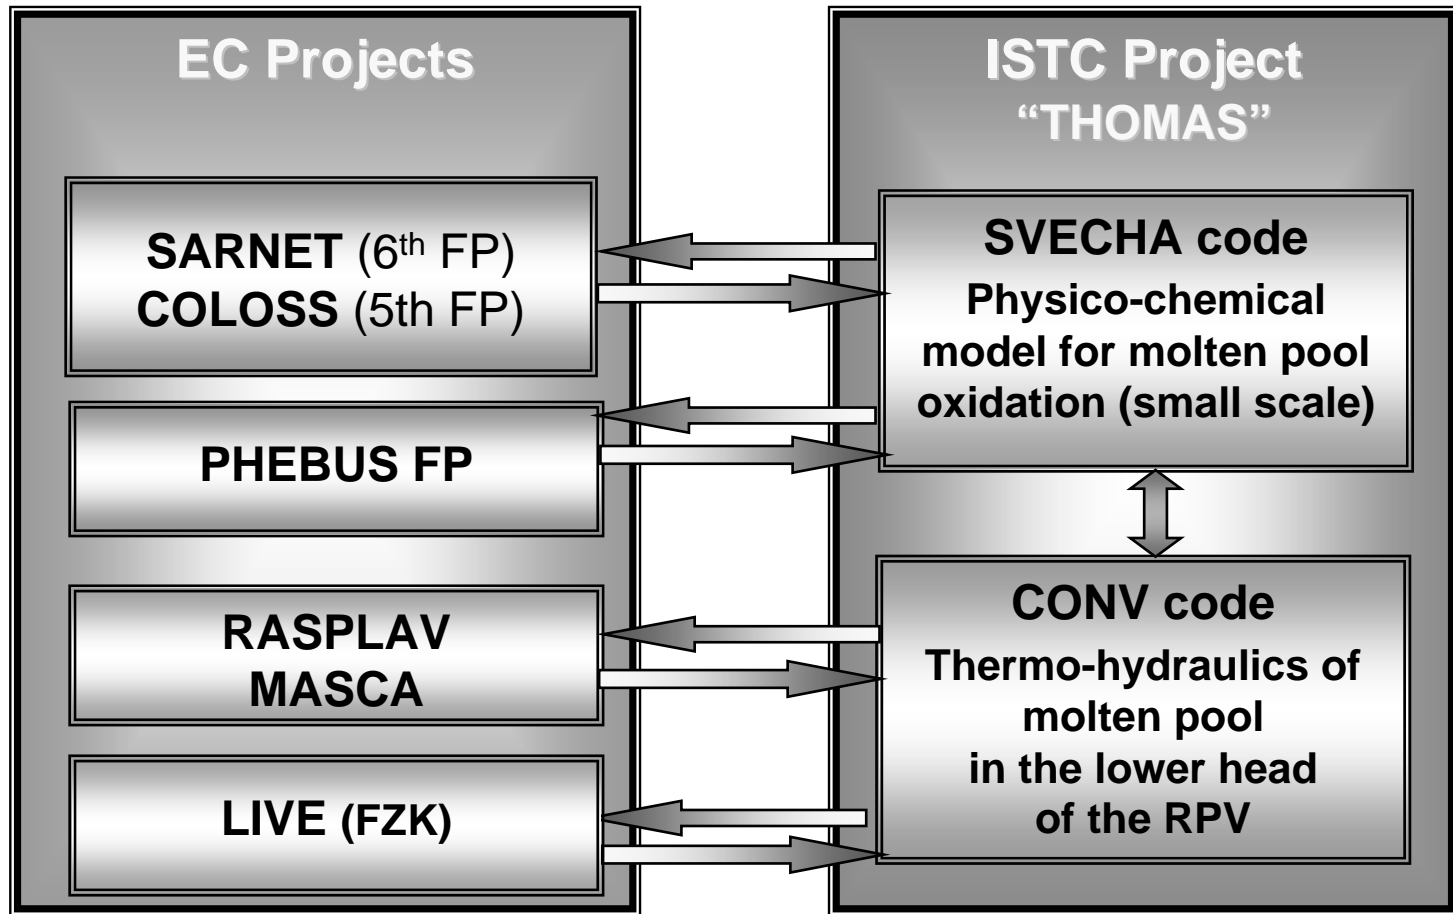 EC Projects
SARNET (6th FP)
COLOSS (5th FP)
PHEBUS FP
RASPLAV
MASCA
LIVE (FZK)
ISTC Project
“THOMAS”
SVECHA code
Physico-chemical
model for molten pool
oxidation (small scale)
CONV code
Thermo-hydraulics of
molten pool
in the lower head
of the RPV